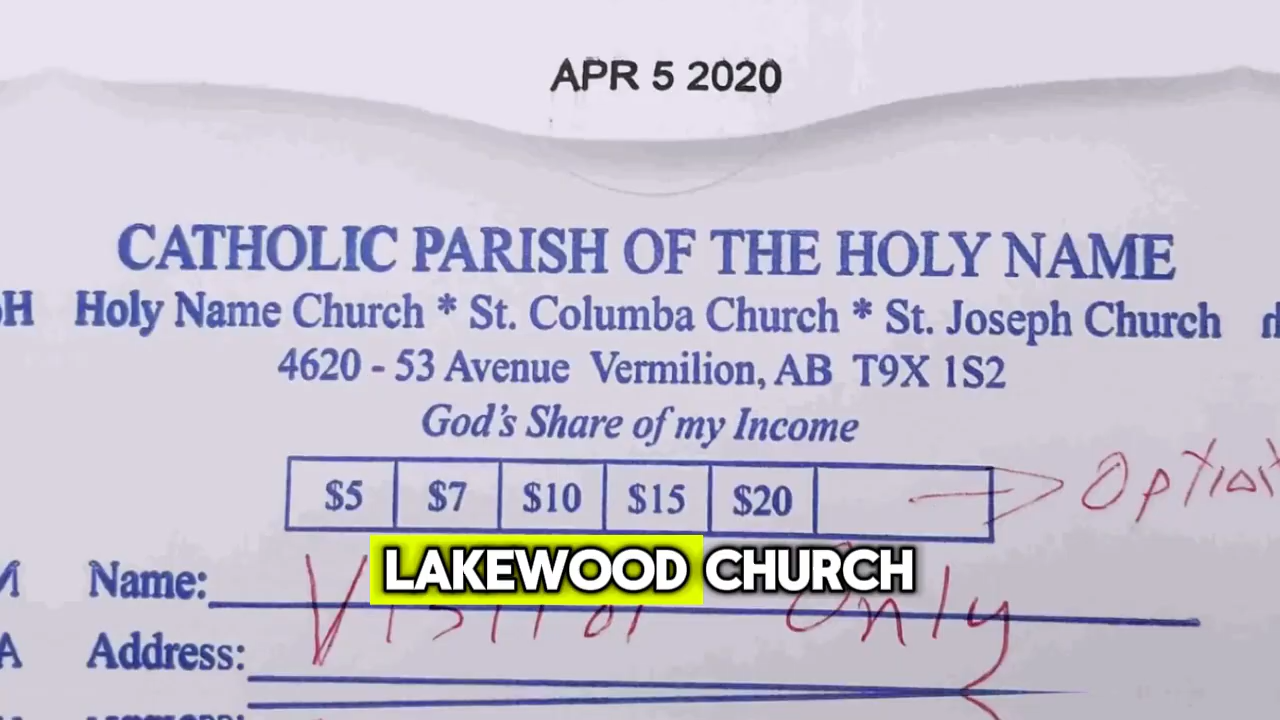 APR 5 2020
CATHOLIC PARISH OF THE HOLY NAME
Holy Name Church * St. Columba Church * St. Joseph Church
4620 - 53 Avenue Vermilion, AB T9X 1S2
God's Share of my Income
$5 $7 $10 $15 $20
LAKEWOOD CHURCH
Name: Visitor Only
Address: